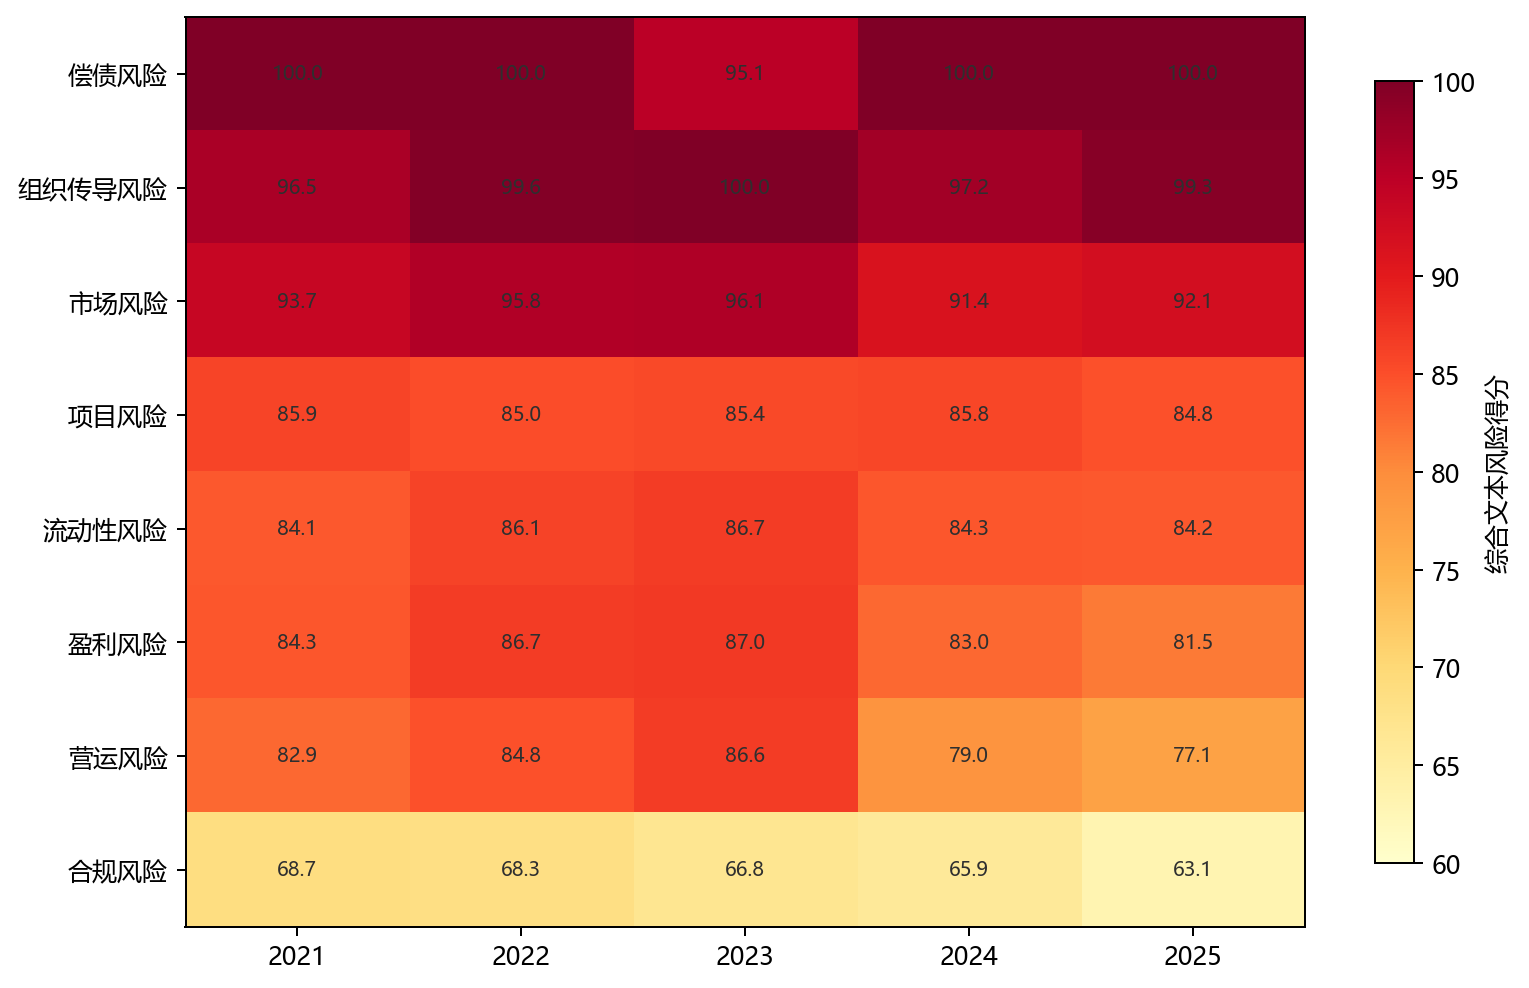 偿债风险 100.0 100.0 95.1 100.0 100.0
组织传导风险 96.5 99.6 100.0 97.2 99.3
市场风险 93.7 95.8 96.1 91.4 92.1
项目风险 85.9 85.0 85.4 85.8 84.8
流动性风险 84.1 86.1 86.7 84.3 84.2
盈利风险 84.3 86.7 87.0 83.0 81.5
营运风险 82.9 84.8 86.6 79.0 77.1
合规风险 68.7 68.3 66.8 65.9 63.1
2021 2022 2023 2024 2025
100
95
90
85
80
75
70
65
60
综合文本风险得分